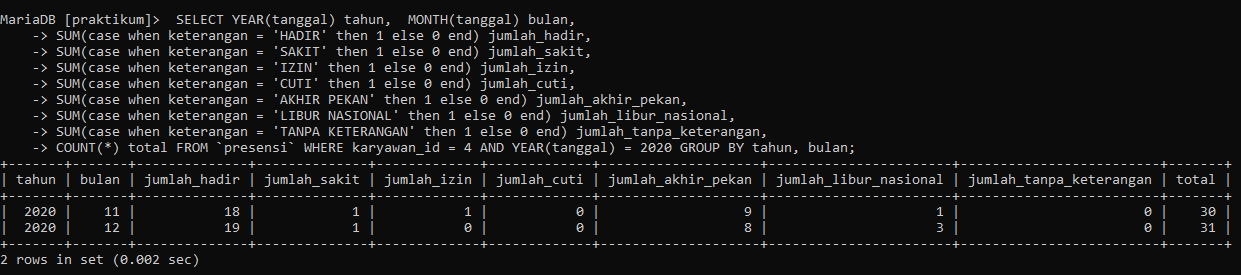 MariaDB [praktikum]>  SELECT YEAR(tanggal) tahun,  MONTH(tanggal) bulan,
    -> SUM(case when keterangan = 'HADIR' then 1 else 0 end) jumlah_hadir,
    -> SUM(case when keterangan = 'SAKIT' then 1 else 0 end) jumlah_sakit,
    -> SUM(case when keterangan = 'IZIN' then 1 else 0 end) jumlah_izin,
    -> SUM(case when keterangan = 'CUTI' then 1 else 0 end) jumlah_cuti,
    -> SUM(case when keterangan = 'AKHIR PEKAN' then 1 else 0 end) jumlah_akhir_pekan,
    -> SUM(case when keterangan = 'LIBUR NASIONAL' then 1 else 0 end) jumlah_libur_nasional,
    -> SUM(case when keterangan = 'TANPA KETERANGAN' then 1 else 0 end) jumlah_tanpa_keterangan,
    -> COUNT(*) total FROM `presensi` WHERE karyawan_id = 4 AND YEAR(tanggal) = 2020 GROUP BY tahun, bulan;
+-------+-------+--------------+--------------+-------------+-------------+--------------------+-----------------------+-------------------------+-------+
| tahun | bulan | jumlah_hadir | jumlah_sakit | jumlah_izin | jumlah_cuti | jumlah_akhir_pekan | jumlah_libur_nasional | jumlah_tanpa_keterangan | total |
+-------+-------+--------------+--------------+-------------+-------------+--------------------+-----------------------+-------------------------+-------+
|  2020 |    11 |           18 |            1 |           1 |           0 |                  9 |                     1 |                       0 |    30 |
|  2020 |    12 |           19 |            1 |           0 |           0 |                  8 |                     3 |                       0 |    31 |
+-------+-------+--------------+--------------+-------------+-------------+--------------------+-----------------------+-------------------------+-------+
2 rows in set (0.002 sec)